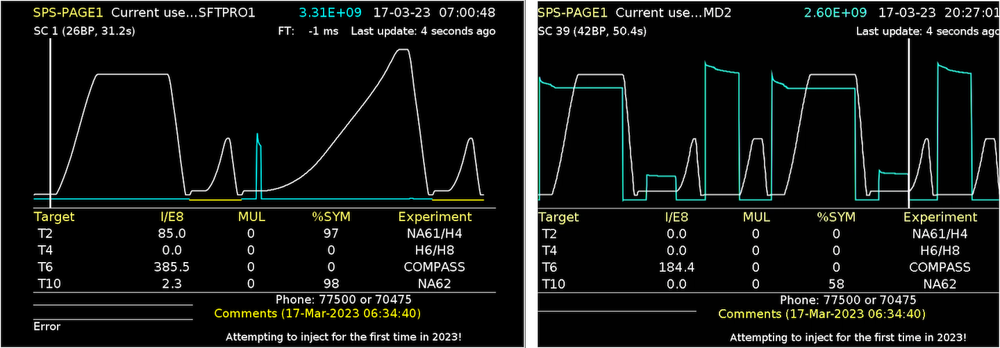 SPS-PAGE1 Current use...SFTPRO1 3.31E+09 17-03-23 07:00:48
SC 1 (26BP, 31.2s) FT: -1 ms Last update: 4 seconds ago
Target I/E8 MUL %SYM Experiment
T2 85.0 0 97 NA61/H4
T4 0.0 0 0 H6/H8
T6 385.5 0 0 COMPASS
T10 2.3 0 98 NA62
Phone: 77500 or 70475
Comments (17-Mar-2023 06:34:40)
Error
Attempting to inject for the first time in 2023!
SPS-PAGE1 Current use...MD2 2.60E+09 17-03-23 20:27:01
SC 39 (42BP, 50.4s) Last update: 4 seconds ago
Target I/E8 MUL %SYM Experiment
T2 0.0 0 0 NA61/H4
T4 0.0 0 0 H6/H8
T6 184.4 0 0 COMPASS
T10 0.0 0 58 NA62
Phone: 77500 or 70475
Comments (17-Mar-2023 06:34:40)
Attempting to inject for the first time in 2023!